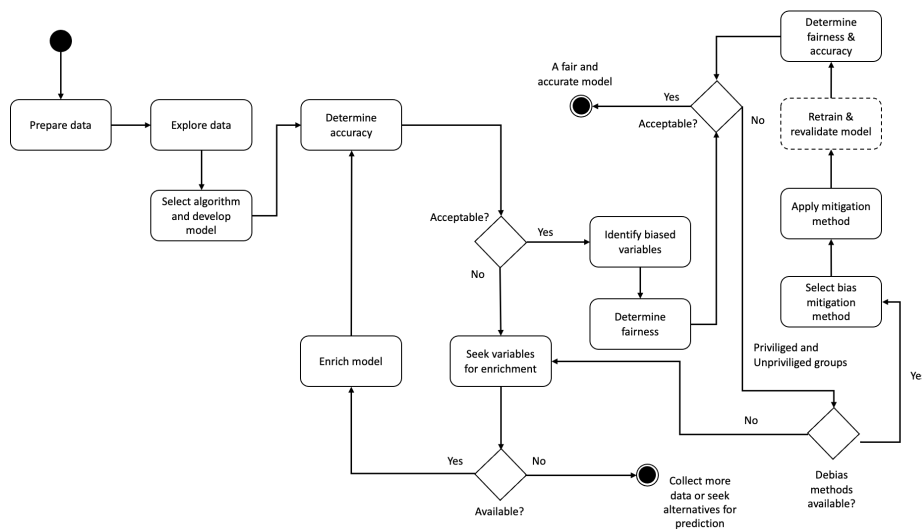 Determine
fairness &
accuracy
A fair and
accurate model
Yes
Acceptable?
No
Prepare data
Explore data
Determine
accuracy
Retrain &
revalidate model
Select algorithm
and develop
model
Apply mitigation
method
Acceptable?
Yes
Identify biased
variables
No
Select bias
mitigation
method
Determine
fairness
Enrich model
Seek variables
for enrichment
Priviliged and
Unpriviliged groups
Ye
No
Yes
No
Available?
Collect more
data or seek
alternatives for
prediction
Debias
methods
available?